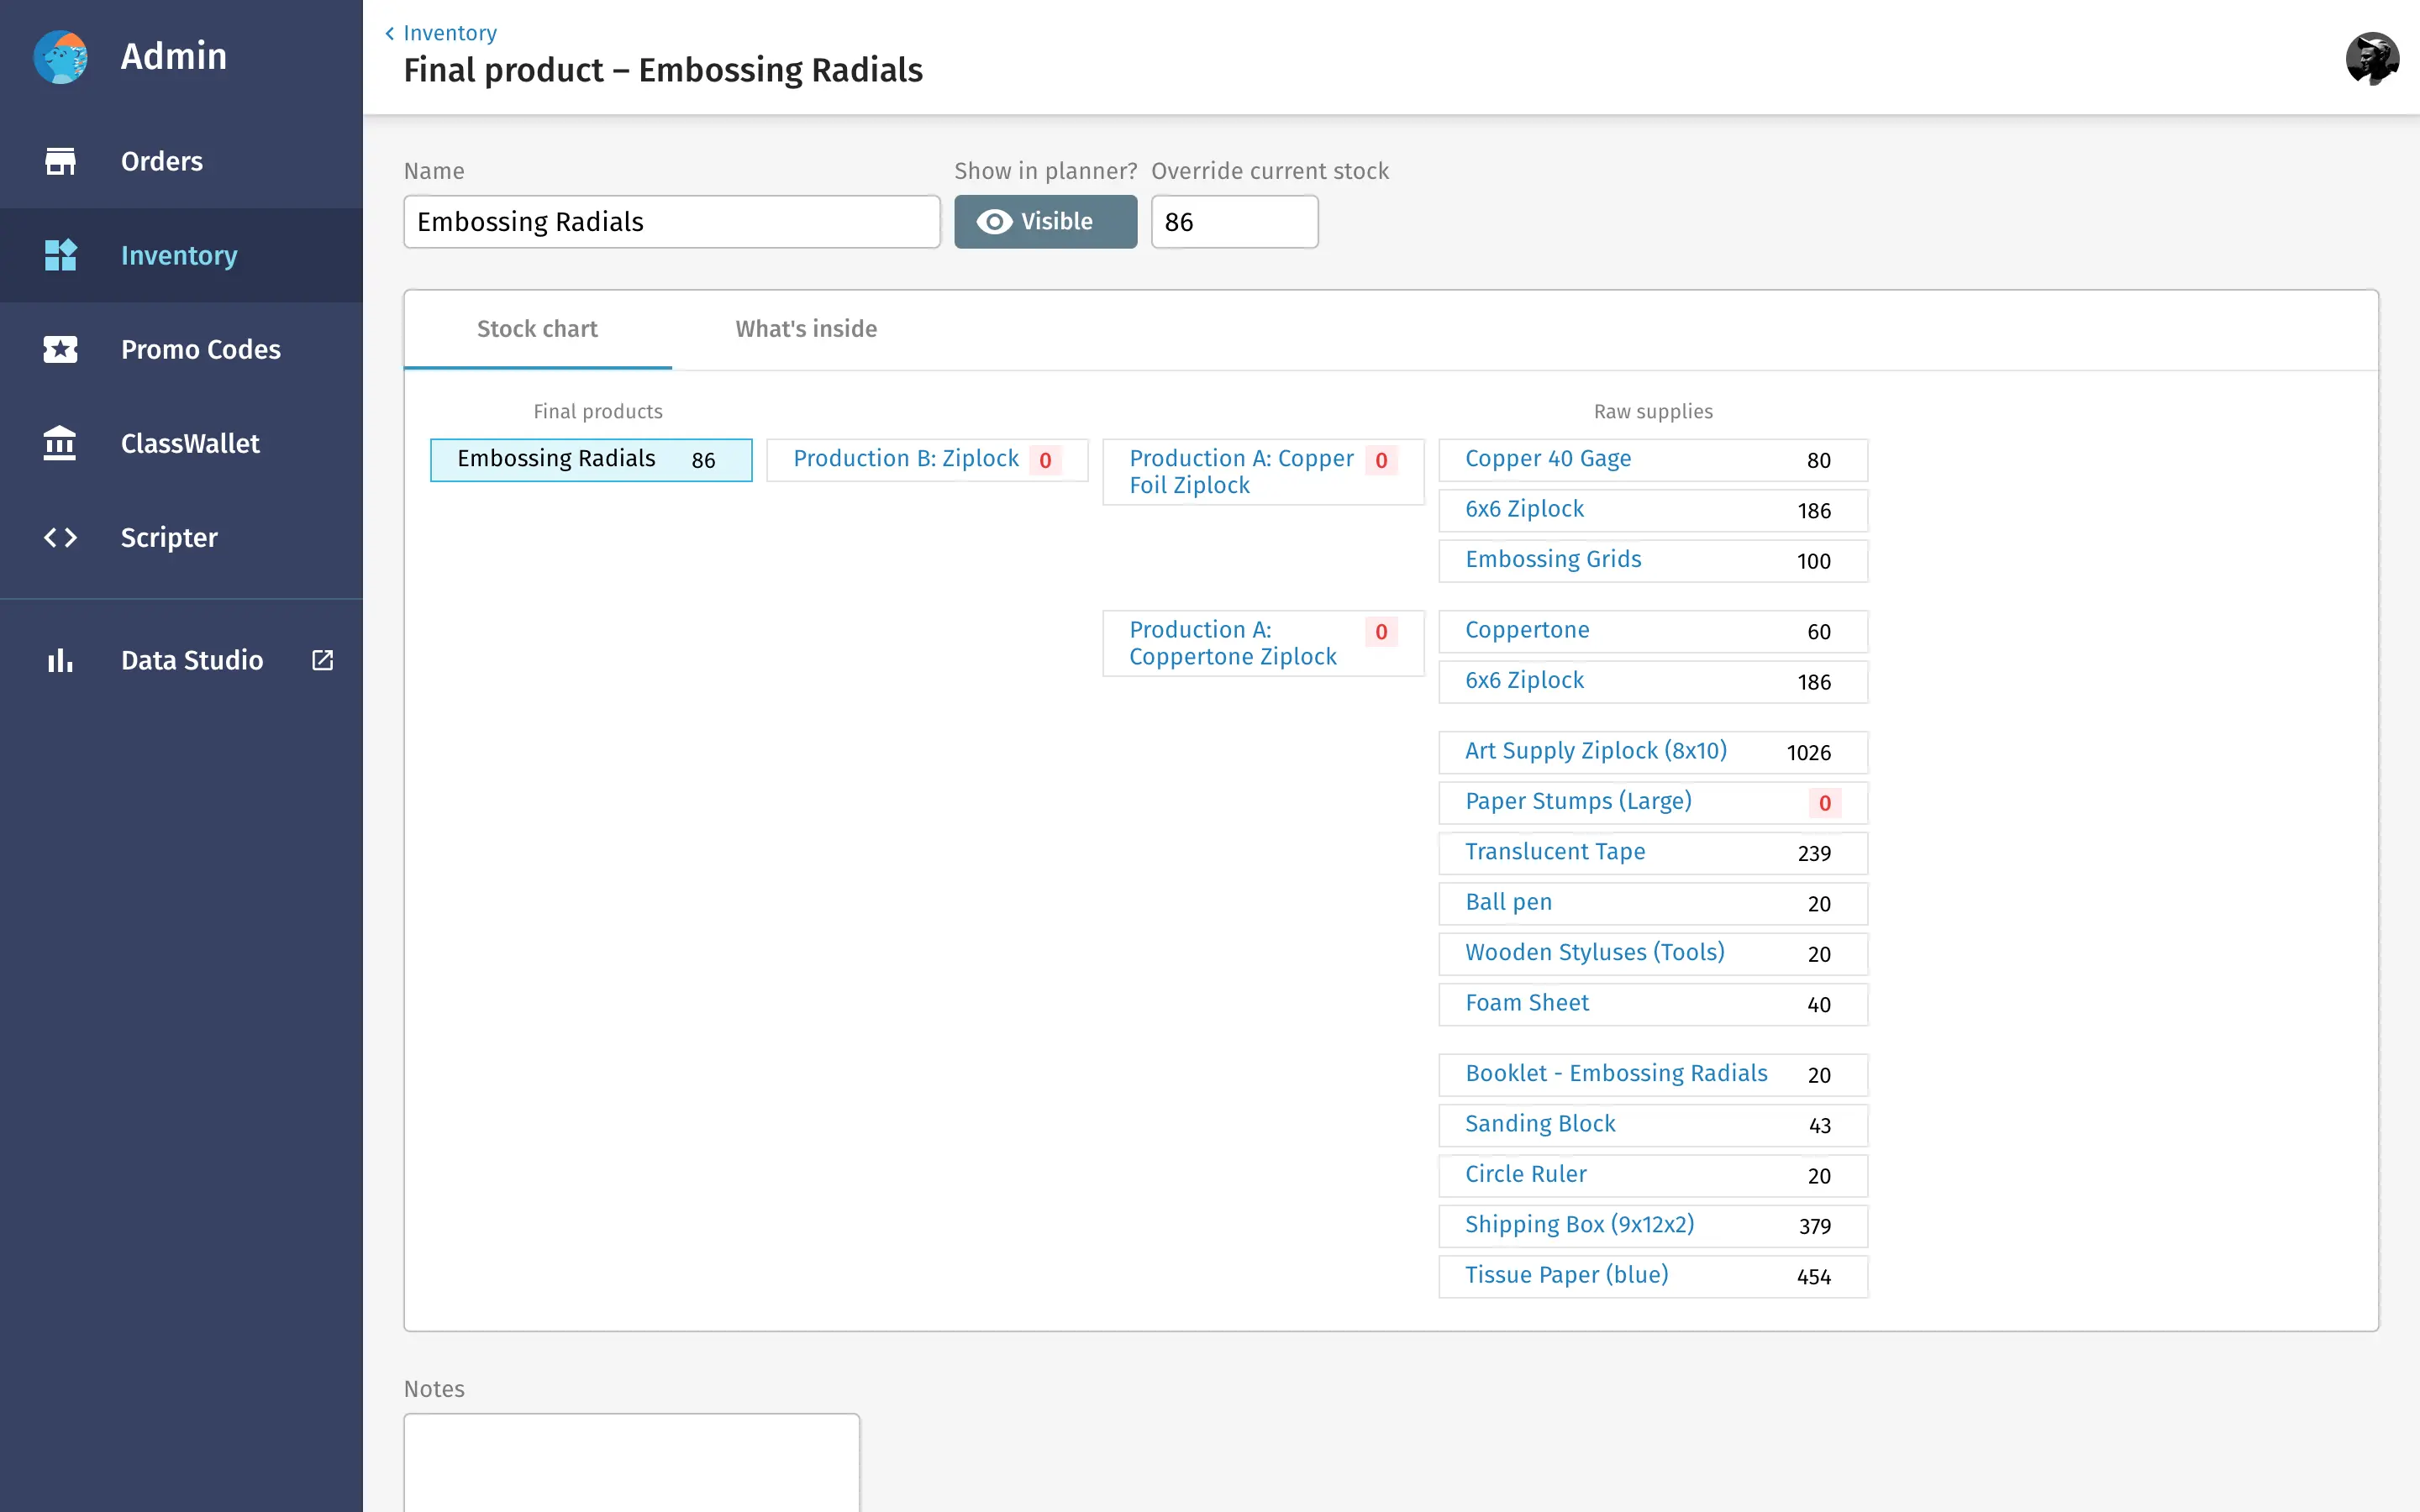 Admin
Orders
Inventory
Promo Codes
ClassWallet
Scripter
Data Studio
Inventory
Final product – Embossing Radials
Name
Show in planner?
Override current stock
Embossing Radials
Visible
86
Stock chart
What's inside
Final products
Raw supplies
Embossing Radials 86
Production B: Ziplock 0
Production A: Copper 0
Foil Ziplock
Copper 40 Gage 80
6x6 Ziplock 186
Embossing Grids 100
Production A: 0
Coppertone Ziplock
Coppertone 60
6x6 Ziplock 186
Art Supply Ziplock (8x10) 1026
Paper Stumps (Large) 0
Translucent Tape 239
Ball pen 20
Wooden Styluses (Tools) 20
Foam Sheet 40
Booklet - Embossing Radials 20
Sanding Block 43
Circle Ruler 20
Shipping Box (9x12x2) 379
Tissue Paper (blue) 454
Notes